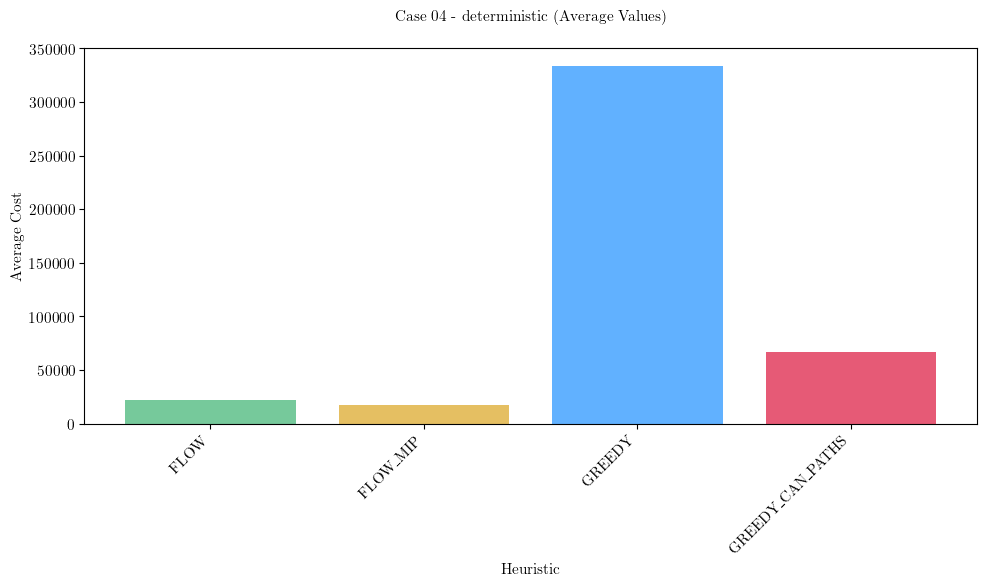 Case 04 - deterministic (Average Values)
350000
300000
250000
200000
150000
100000
50000
0
Average Cost
FLOW
FLOW_MIP
GREEDY
GREEDY_CAN_PATHS
Heuristic